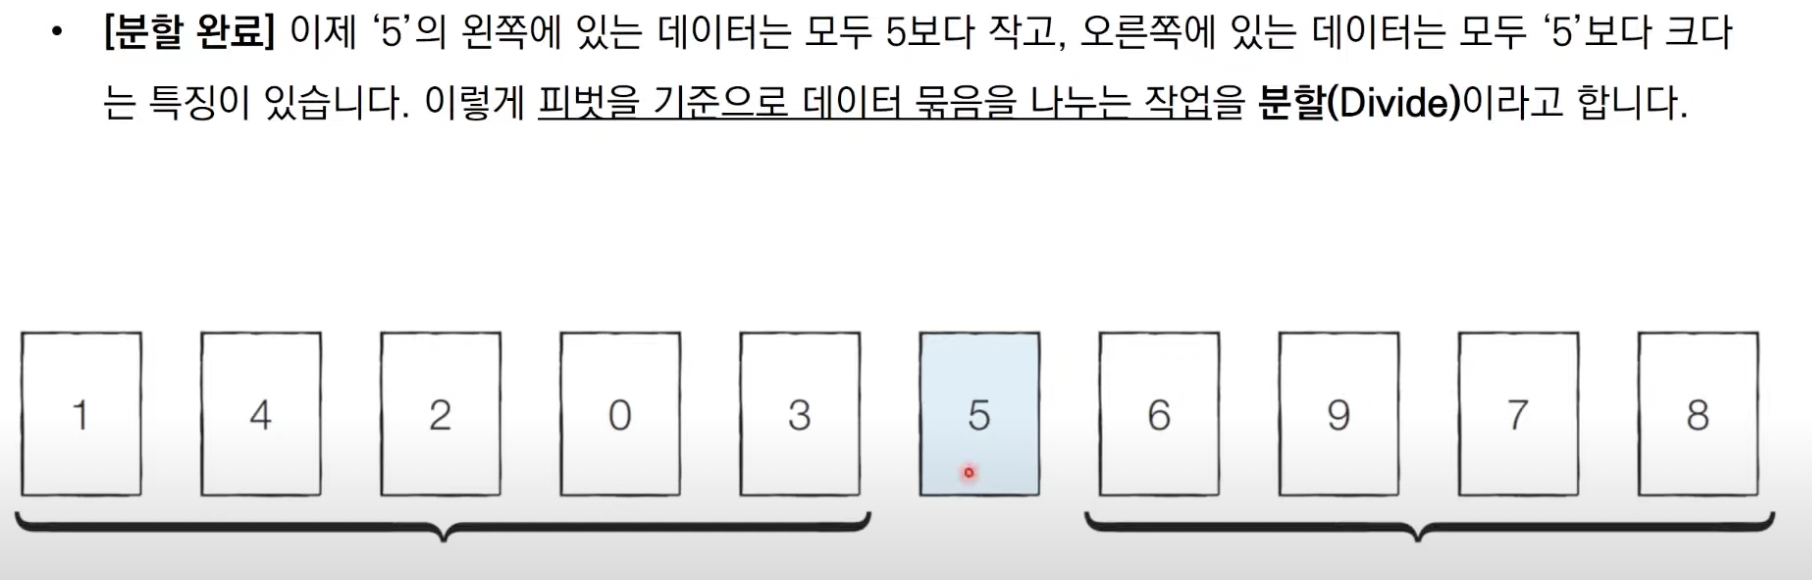 • [분할 완료] 이제 ‘5’의 왼쪽에 있는 데이터는 모두 5보다 작고, 오른쪽에 있는 데이터는 모두 ‘5’보다 크다
는 특징이 있습니다. 이렇게 피벗을 기준으로 데이터 묶음을 나누는 작업을 분할(Divide)이라고 합니다.
1 4 2 0 3 5 6 9 7 8